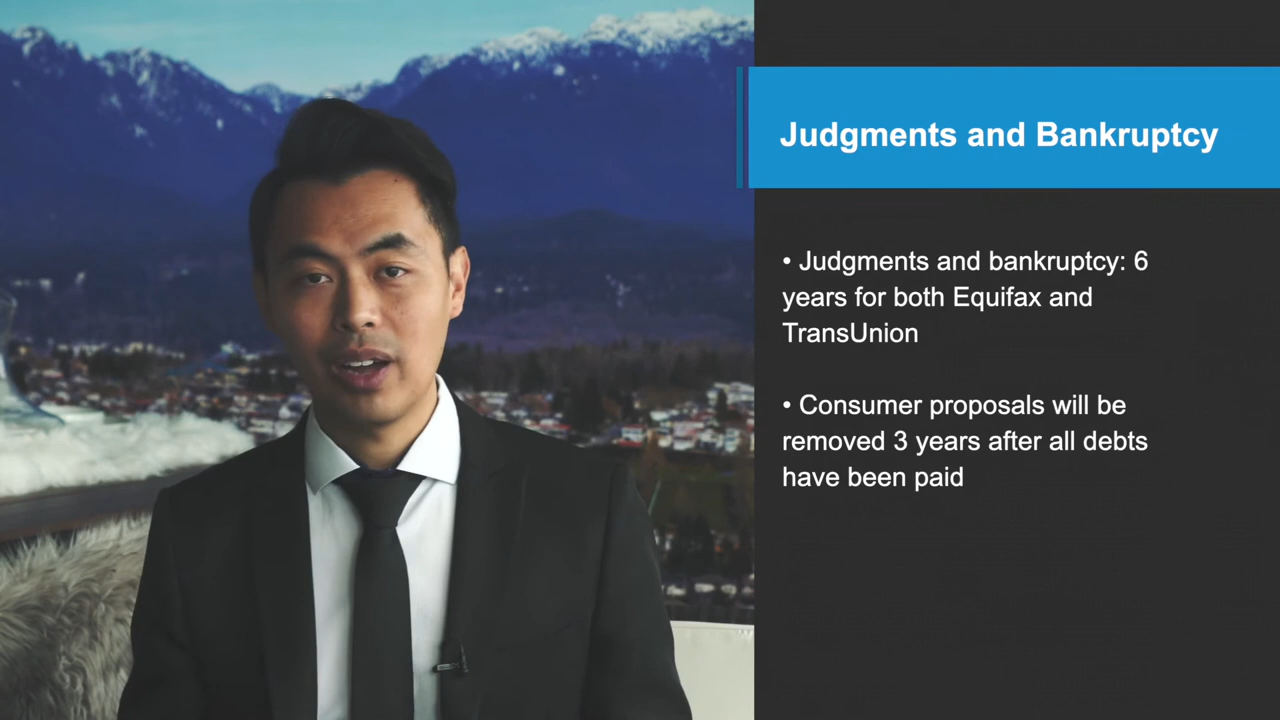 Judgments and Bankruptcy
• Judgments and bankruptcy: 6
years for both Equifax and
TransUnion
• Consumer proposals will be
removed 3 years after all debts
have been paid